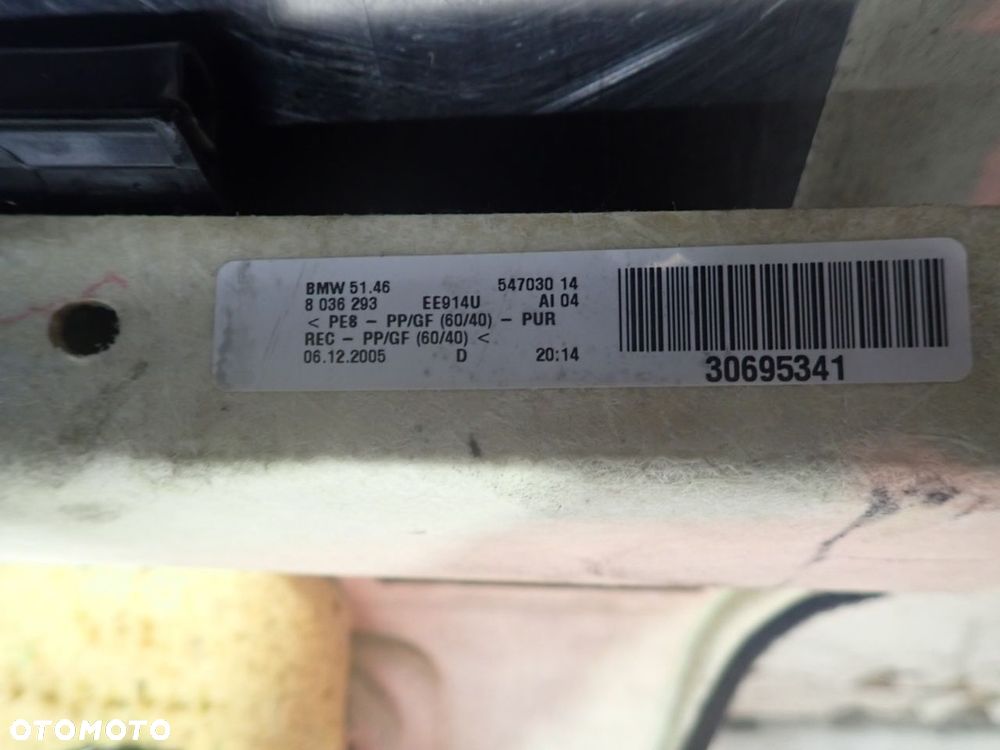 BMW 51.46 547030 14
8 036 293 EE914U AI 04
< PE8 – PP/GF (60/40) – PUR
REC – PP/GF (60/40) <
06.12.2005 D 20:14
30695341
OTOMOTO